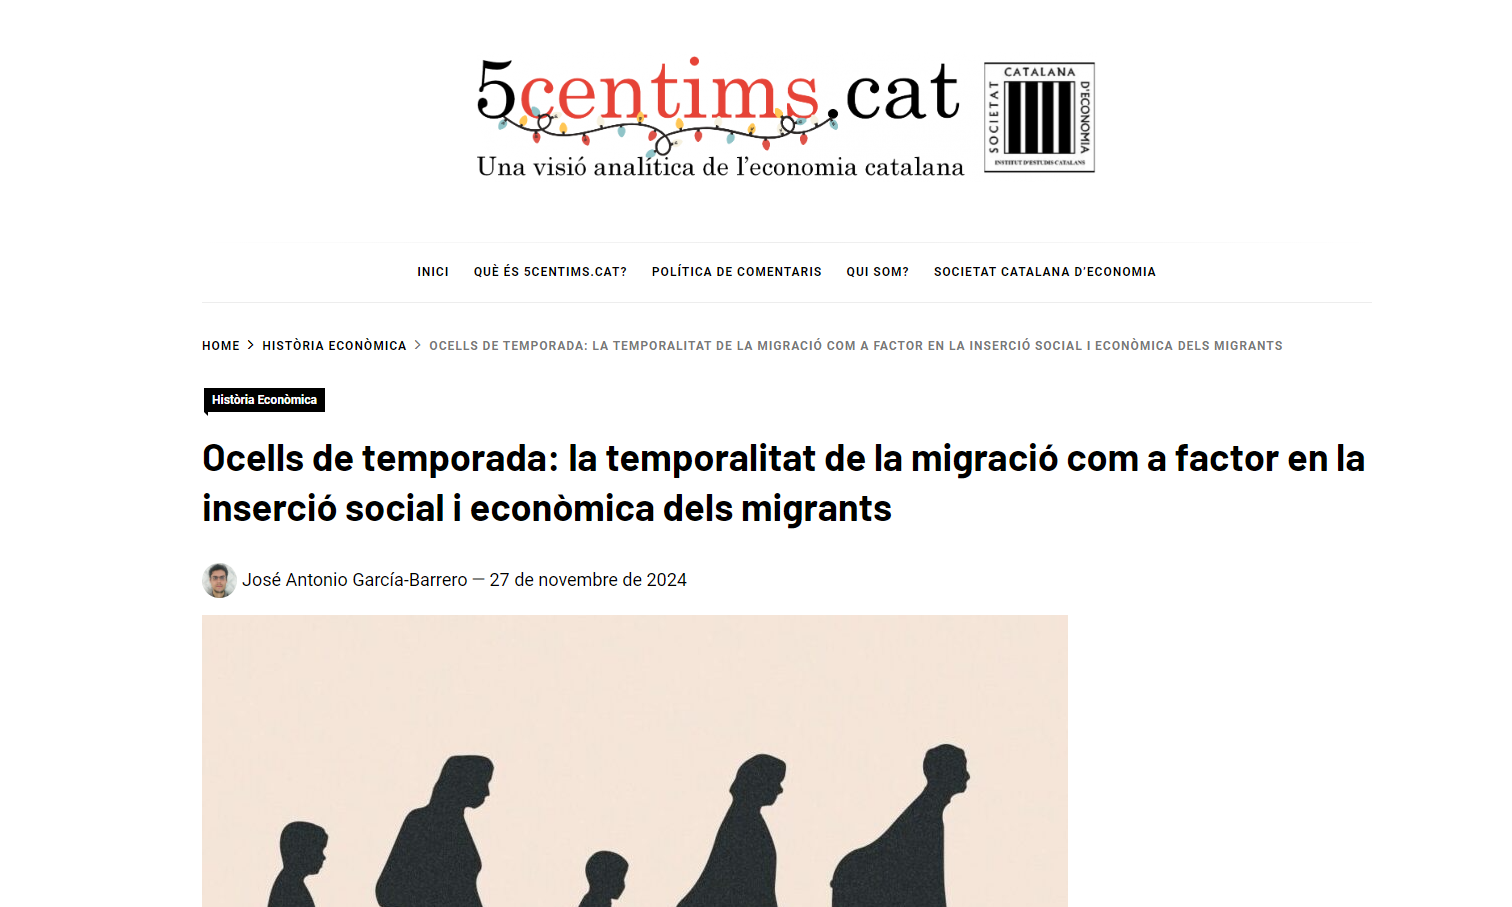 5centims.cat
Una visió analítica de l'economia catalana
SOCIETAT
CATALANA
D'ECONOMIA
INSTITUT D'ESTUDIS CATALANS
INICI QUÈ ÉS 5CENTIMS.CAT? POLÍTICA DE COMENTARIS QUI SOM? SOCIETAT CATALANA D'ECONOMIA
HOME > HISTÒRIA ECONÒMICA > OCELLS DE TEMPORADA: LA TEMPORALITAT DE LA MIGRACIÓ COM A FACTOR EN LA INSERCIÓ SOCIAL I ECONÒMICA DELS MIGRANTS
Història Econòmica
Ocells de temporada: la temporalitat de la migració com a factor en la
inserció social i econòmica dels migrants
José Antonio García-Barrero — 27 de novembre de 2024